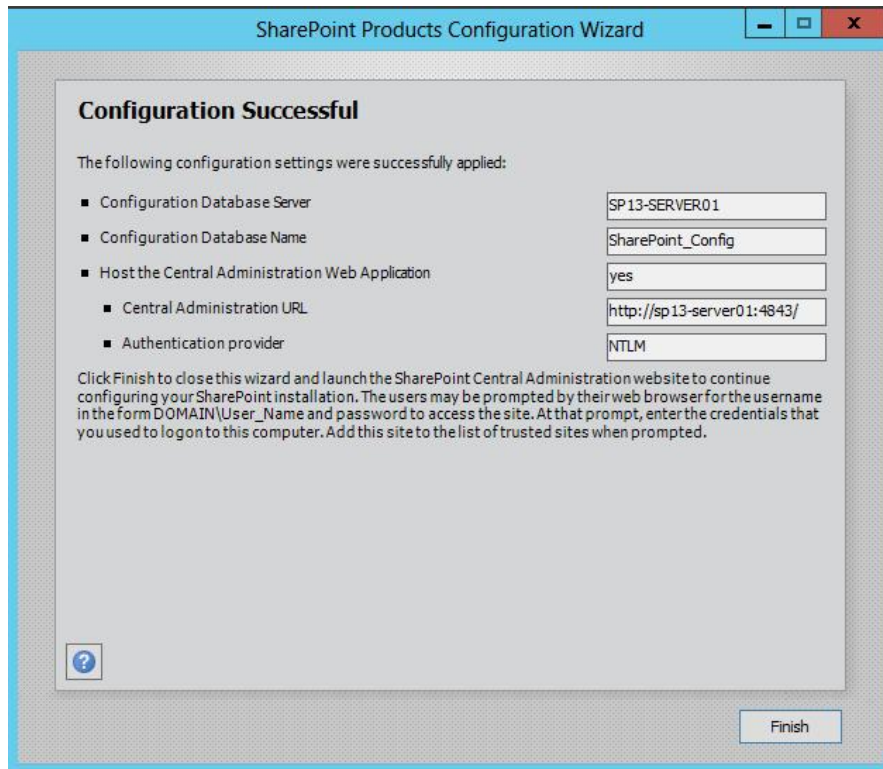 SharePoint Products Configuration Wizard
Configuration Successful
The following configuration settings were successfully applied:
Configuration Database Server SP13-SERVER01
Configuration Database Name SharePoint_Config
Host the Central Administration Web Application yes
Central Administration URL http://sp13-server01:4843/
Authentication provider NTLM
Click Finish to close this wizard and launch the SharePoint Central Administration website to continue
configuring your SharePoint installation. The users may be prompted by their web browser for the username
in the form DOMAIN\User_Name and password to access the site. At that prompt, enter the credentials that
you used to logon to this computer. Add this site to the list of trusted sites when prompted.
Finish